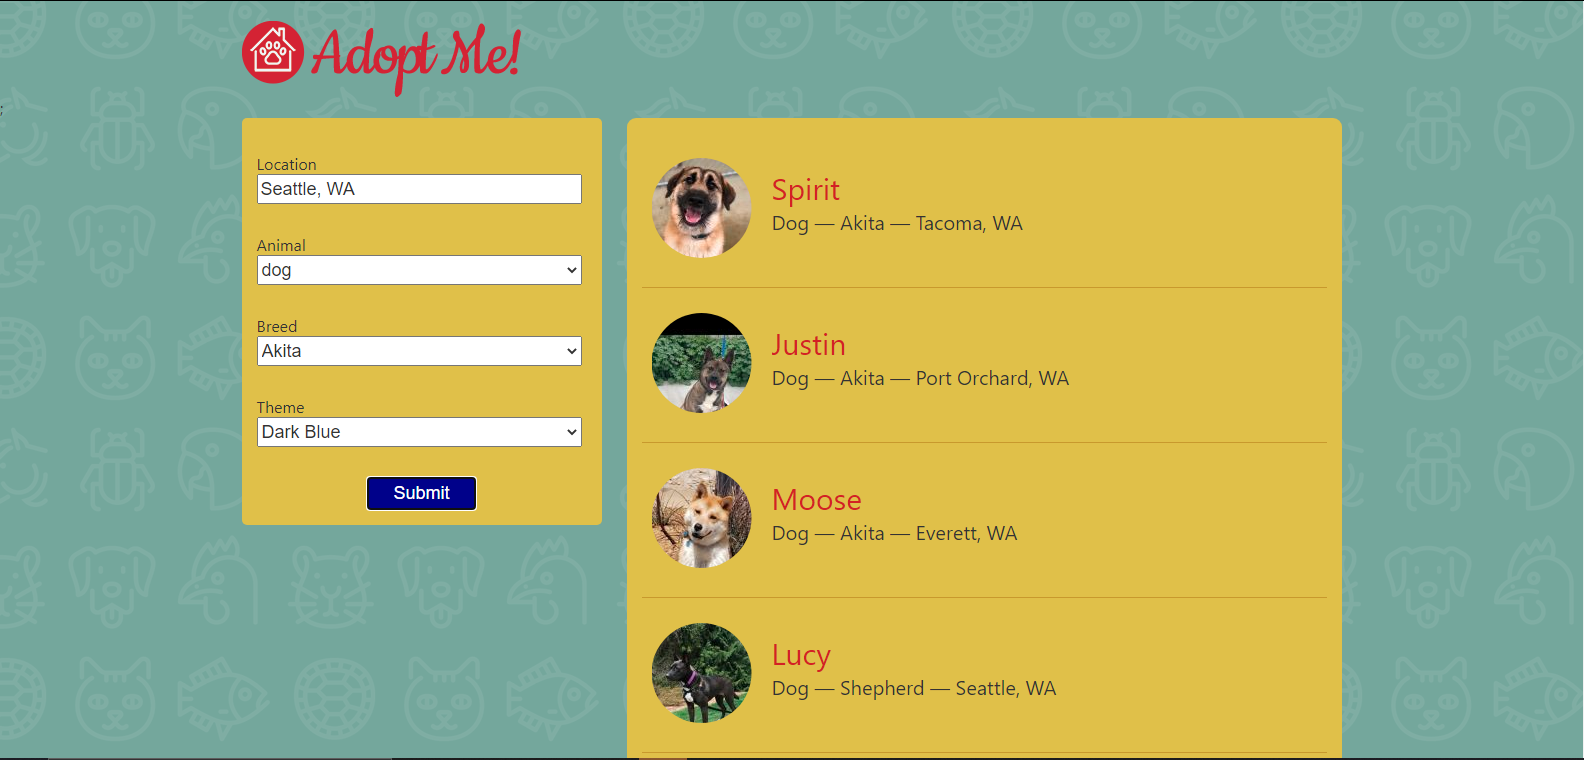 Adopt Me!
;
Location
Seattle, WA
Animal
dog
Breed
Akita
Theme
Dark Blue
Submit
Spirit
Dog — Akita — Tacoma, WA
Justin
Dog — Akita — Port Orchard, WA
Moose
Dog — Akita — Everett, WA
Lucy
Dog — Shepherd — Seattle, WA